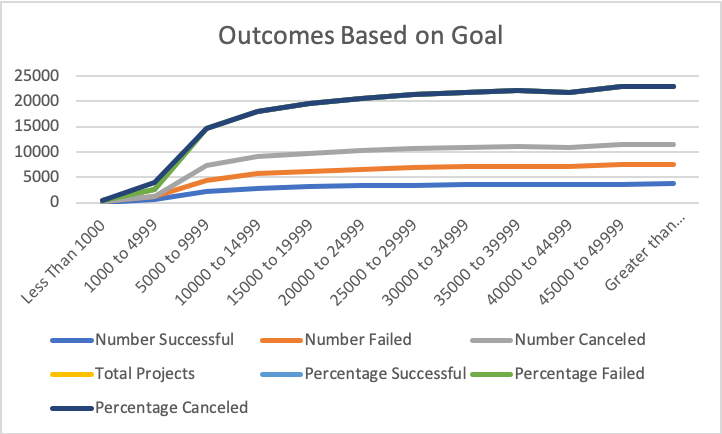 Outcomes Based on Goal
25000
20000
15000
10000
5000
0
Less Than 1000
1000 to 4999
5000 to 9999
10000 to 14999
15000 to 19999
20000 to 24999
25000 to 29999
30000 to 34999
35000 to 39999
40000 to 44999
45000 to 49999
Greater than...
Number Successful
Number Failed
Number Canceled
Total Projects
Percentage Successful
Percentage Failed
Percentage Canceled